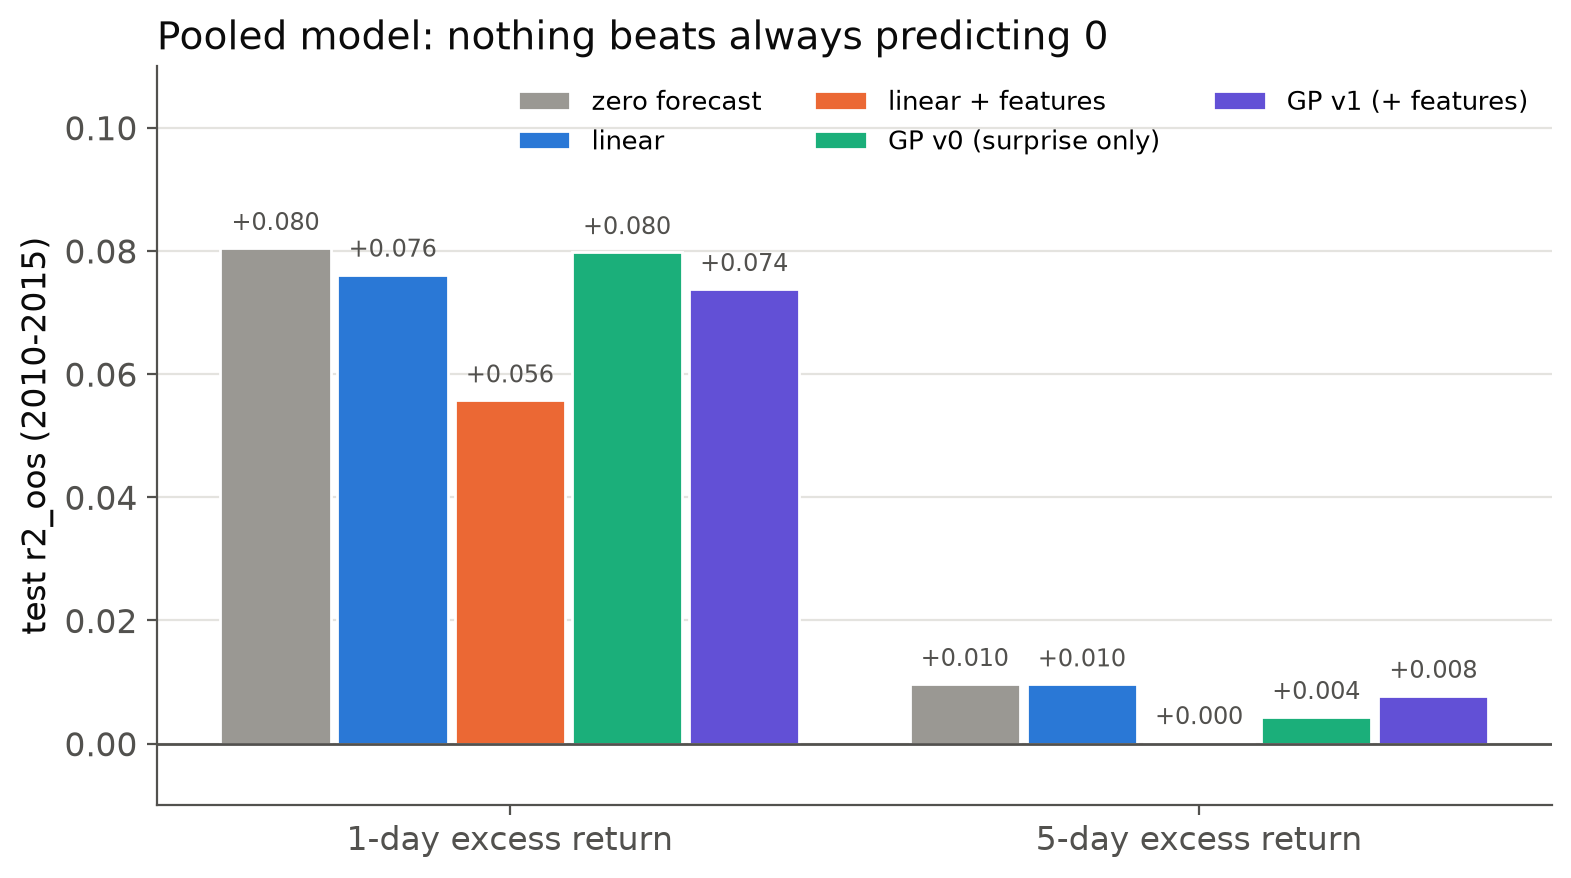 Pooled model: nothing beats always predicting 0
zero forecast
linear
linear + features
GP v0 (surprise only)
GP v1 (+ features)
test r2_oos (2010-2015)
0.10
0.08
0.06
0.04
0.02
0.00
+0.080
+0.076
+0.056
+0.080
+0.074
+0.010
+0.010
+0.000
+0.004
+0.008
1-day excess return
5-day excess return